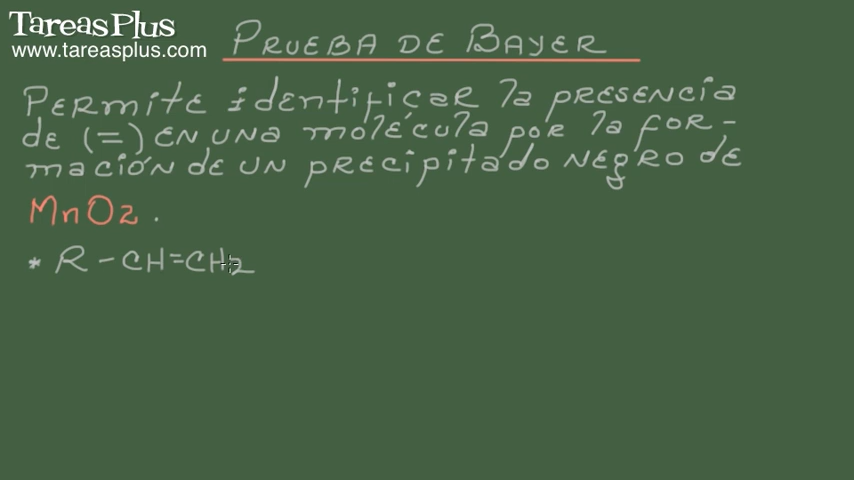 TareasPlus
www.tareasplus.com
PRUEBA DE BAYER
PERMITE identificar la PRESENCIA
de (=) EN UNA molécula por la for-
mación de un precipitado negro de
MnO2.
* R-CH=CH2